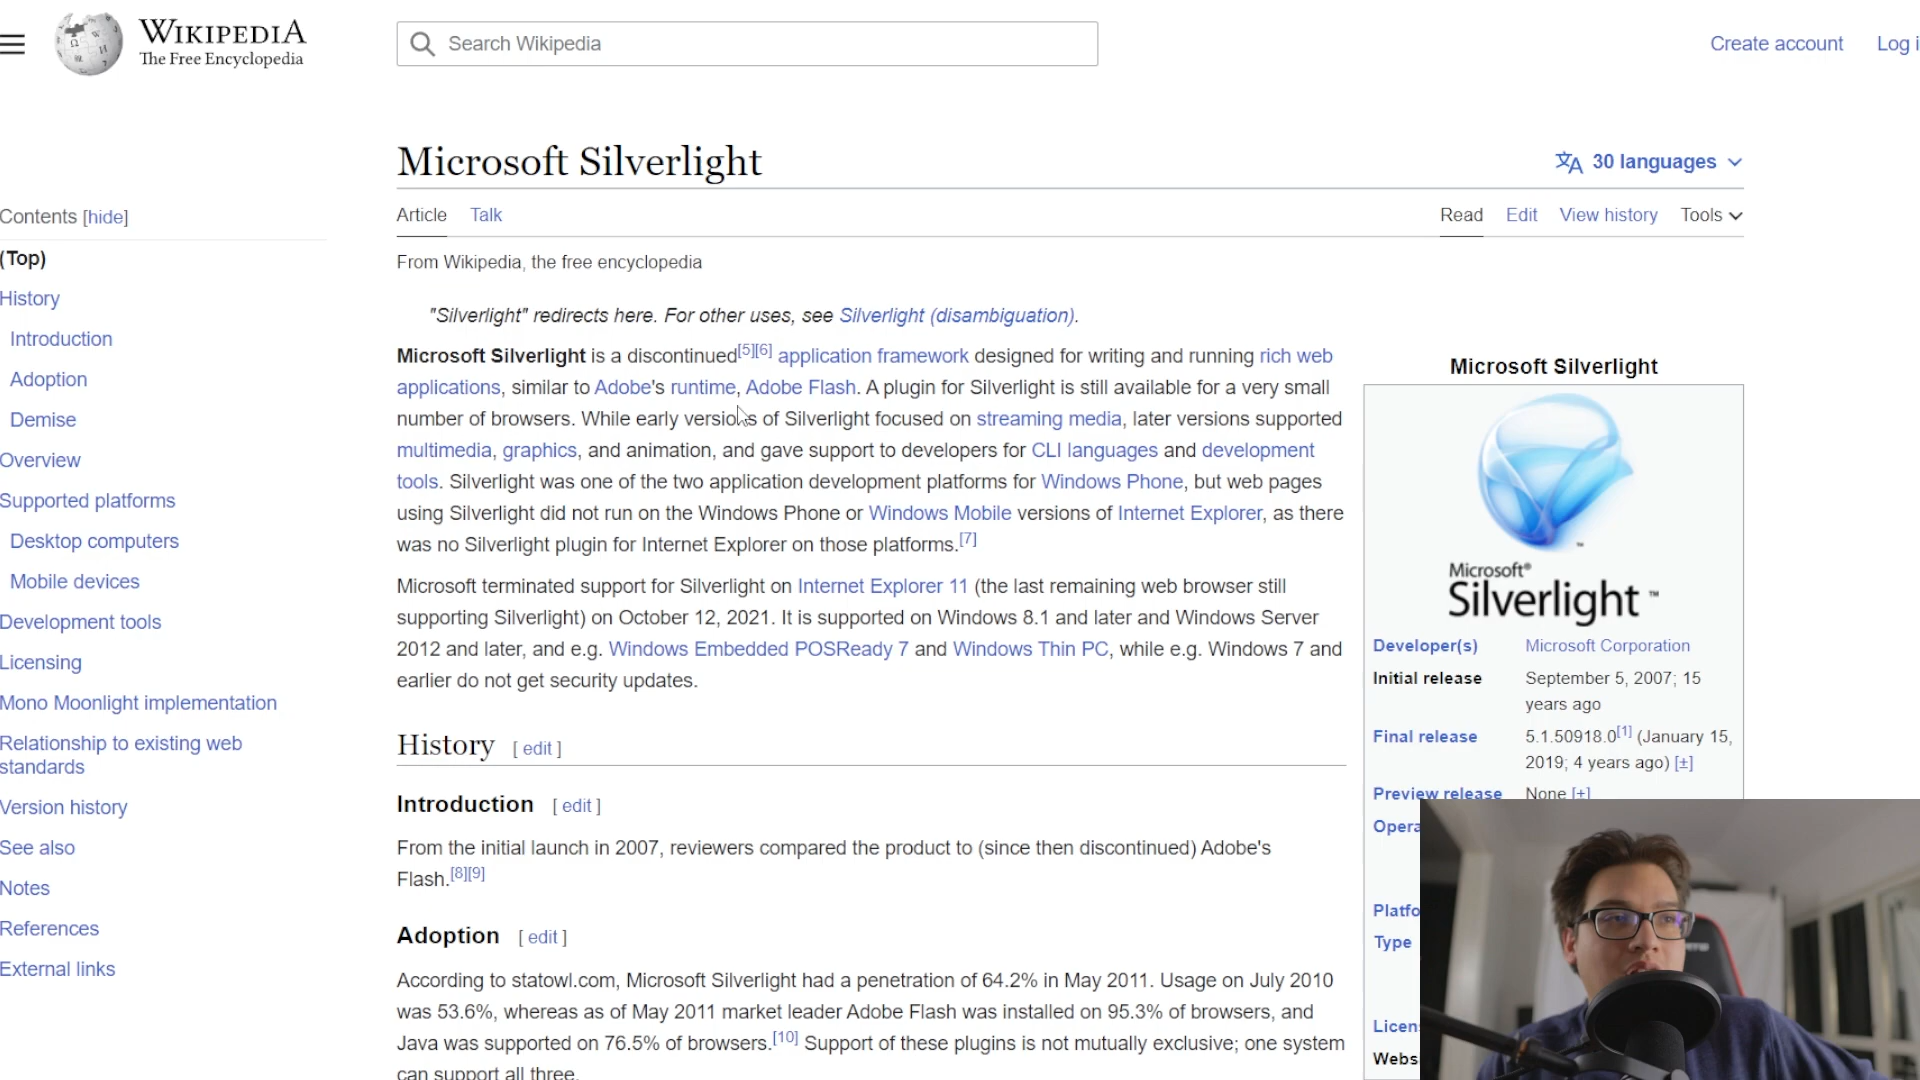 WIKIPEDIA
The Free Encyclopedia
Search Wikipedia
Create account
Log i
Microsoft Silverlight
30 languages
Contents [hide]
Article
Talk
Read
Edit
View history
Tools
(Top)
History
Introduction
Adoption
Demise
Overview
Supported platforms
Desktop computers
Mobile devices
Development tools
Licensing
Mono Moonlight implementation
Relationship to existing web
standards
Version history
See also
Notes
References
External links
From Wikipedia, the free encyclopedia
"Silverlight" redirects here. For other uses, see Silverlight (disambiguation).
Microsoft Silverlight is a discontinued[5][6] application framework designed for writing and running rich web
applications, similar to Adobe's runtime, Adobe Flash. A plugin for Silverlight is still available for a very small
number of browsers. While early versions of Silverlight focused on streaming media, later versions supported
multimedia, graphics, and animation, and gave support to developers for CLI languages and development
tools. Silverlight was one of the two application development platforms for Windows Phone, but web pages
using Silverlight did not run on the Windows Phone or Windows Mobile versions of Internet Explorer, as there
was no Silverlight plugin for Internet Explorer on those platforms.[7]
Microsoft terminated support for Silverlight on Internet Explorer 11 (the last remaining web browser still
supporting Silverlight) on October 12, 2021. It is supported on Windows 8.1 and later and Windows Server
2012 and later, and e.g. Windows Embedded POSReady 7 and Windows Thin PC, while e.g. Windows 7 and
earlier do not get security updates.
History [ edit ]
Introduction [ edit ]
From the initial launch in 2007, reviewers compared the product to (since then discontinued) Adobe's
Flash.[8][9]
Adoption [ edit ]
According to statowl.com, Microsoft Silverlight had a penetration of 64.2% in May 2011. Usage on July 2010
was 53.6%, whereas as of May 2011 market leader Adobe Flash was installed on 95.3% of browsers, and
Java was supported on 76.5% of browsers.[10] Support of these plugins is not mutually exclusive; one system
can support all three.
Microsoft Silverlight
Microsoft®
Silverlight ™
Developer(s) Microsoft Corporation
Initial release September 5, 2007; 15
years ago
Final release 5.1.50918.0[1] (January 15,
2019; 4 years ago) [±]
Preview release None [±]
Opera
Platfo
Type
Licen
Webs